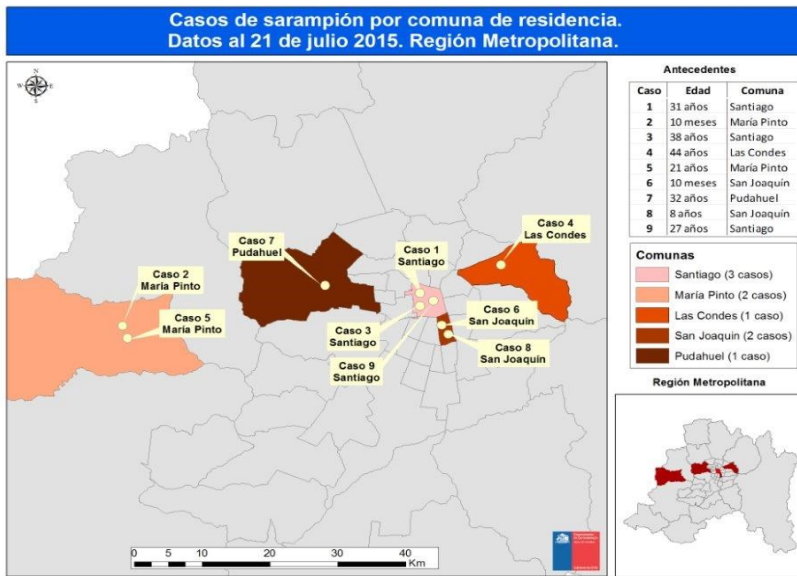 Casos de sarampión por comuna de residencia.
Datos al 21 de julio 2015. Región Metropolitana.
N
W E
S
Caso 7
Pudahuel
Caso 1
Santiago
Caso 4
Las Condes
Caso 2
María Pinto
Caso 5
María Pinto
Caso 3
Santiago
Caso 6
San Joaquín
Caso 9
Santiago
Caso 8
San Joaquín
0 5 10 20 30 40
Km
Antecedentes
Caso Edad Comuna
1 31 años Santiago
2 10 meses María Pinto
3 38 años Santiago
4 44 años Las Condes
5 21 años María Pinto
6 10 meses San Joaquín
7 32 años Pudahuel
8 8 años San Joaquín
9 27 años Santiago
Comunas
Santiago (3 casos)
María Pinto (2 casos)
Las Condes (1 caso)
San Joaquin (2 casos)
Pudahuel (1 caso)
Región Metropolitana